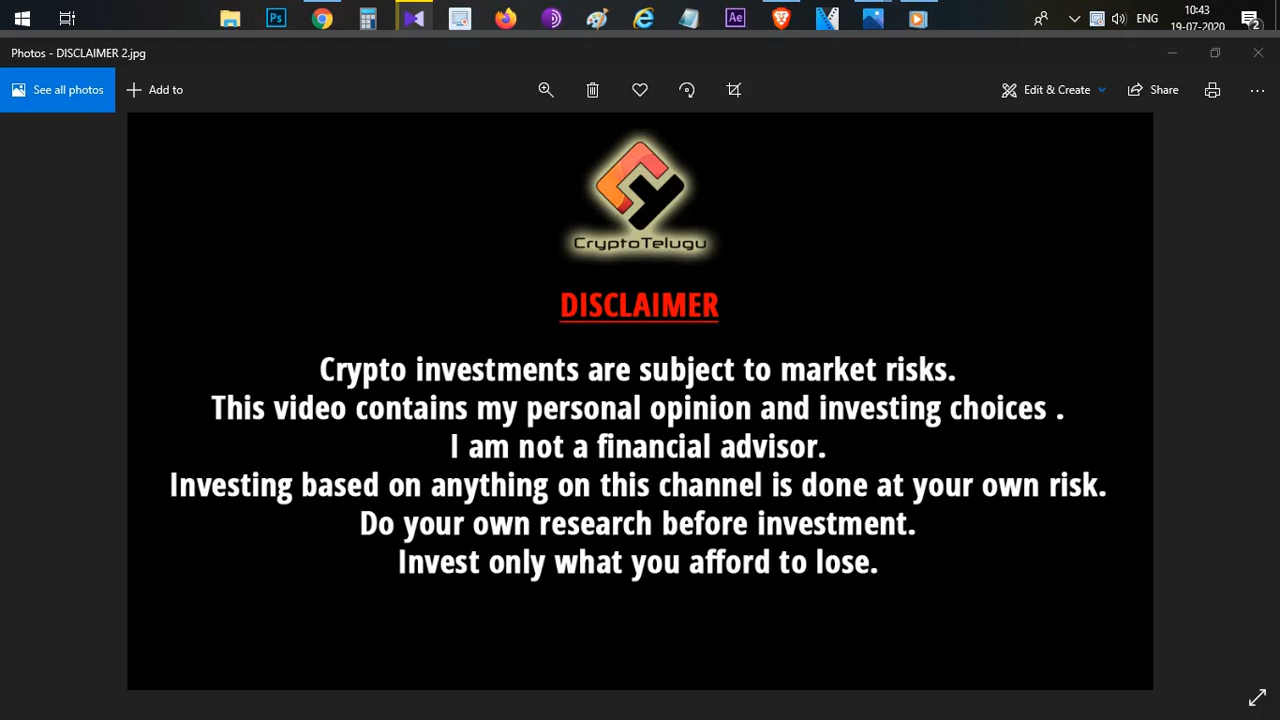 10:43
ENG
19-07-2020
2
Ps
Ae
Photos - DISCLAIMER 2.jpg
See all photos
Add to
Edit & Create
Share
CryptoTelugu
DISCLAIMER
Crypto investments are subject to market risks.
This video contains my personal opinion and investing choices .
I am not a financial advisor.
Investing based on anything on this channel is done at your own risk.
Do your own research before investment.
Invest only what you afford to lose.